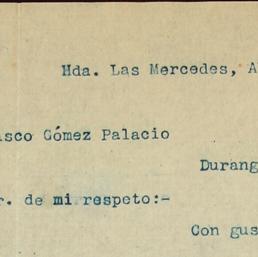 Hda. Las Mercedes, A
asco Gómez Palacio
Durang
r. de mi respeto:-
Con gus